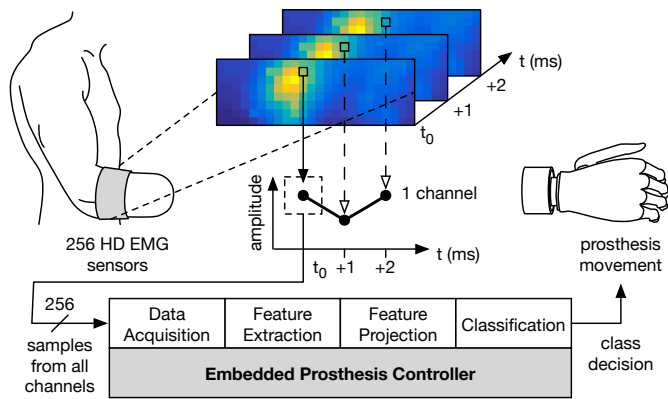 t (ms)
+2
+1
t0
amplitude
1 channel
256 HD EMG
sensors
t0 +1 +2 t (ms)
prosthesis
movement
256
samples
from all
channels
Data
Acquisition
Feature
Extraction
Feature
Projection
Classification
Embedded Prosthesis Controller
class
decision